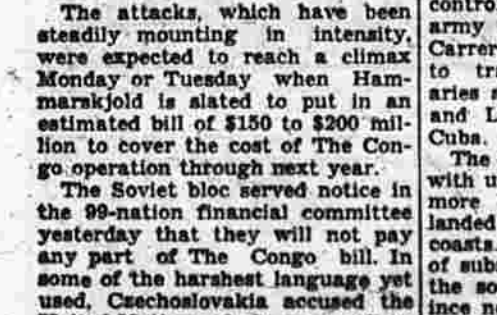 The attacks, which have been
steadily mounting in intensity,
were expected to reach a climax
Monday or Tuesday when Ham-
marskjold is slated to put in an
estimated bill of $150 to $200 mil-
lion to cover the cost of The Con-
go operation through next year.
The Soviet bloc served notice in
the 99-nation financial committee
yesterday that they will not pay
any part of The Congo bill. In
some of the harshest language yet
used, Czechoslovakia accused the
contro
army
Carren
to tr
aries
and L
Cuba.
The
with u
more
landed
coasts.
of sub
the so
ince n